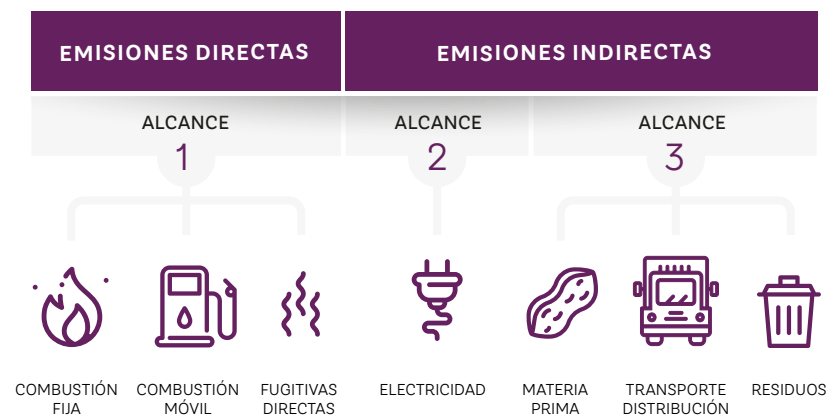 EMISIONES DIRECTAS
EMISIONES INDIRECTAS
ALCANCE
1
ALCANCE
2
ALCANCE
3
COMBUSTIÓN
FIJA
COMBUSTIÓN
MÓVIL
FUGITIVAS
DIRECTAS
ELECTRICIDAD
MATERIA
PRIMA
TRANSPORTE
DISTRIBUCIÓN
RESIDUOS